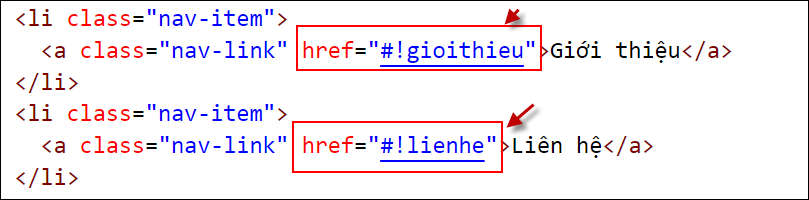 <li class="nav-item">
<a class="nav-link" href="#!gioithieu">Giới thiệu</a>
</li>
<li class="nav-item">
<a class="nav-link" href="#!lienhe">Liên hệ</a>
</li>